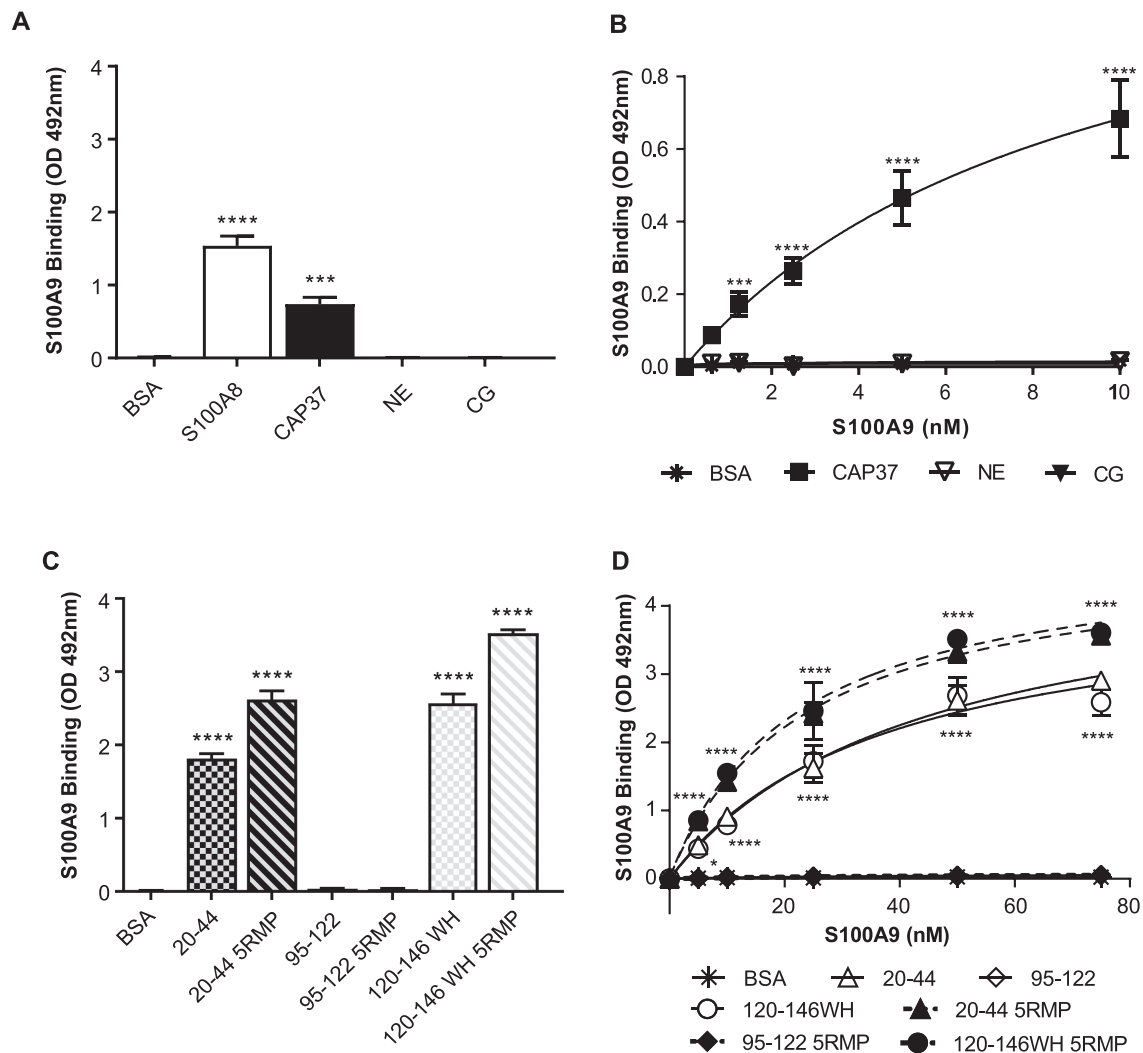 A
S100A9 Binding (OD 492nm)
4
3
2
1
0
****
***
BSA
S100A8
CAP37
NE
CG
B
S100A9 Binding (OD 492nm)
0.8
0.6
0.4
0.2
0.0
***
****
****
****
2
4
6
8
10
S100A9 (nM)
BSA
CAP37
NE
CG
C
S100A9 Binding (OD 492nm)
4
3
2
1
0
****
****
****
****
BSA
20-44
20-44 5RMP
95-122
95-122 5RMP
120-146 WH
120-146 WH 5RMP
D
S100A9 Binding (OD 492nm)
4
3
2
1
0
****
****
****
****
****
*
****
****
****
****
20
40
60
80
S100A9 (nM)
BSA
20-44
95-122
120-146WH
20-44 5RMP
95-122 5RMP
120-146WH 5RMP